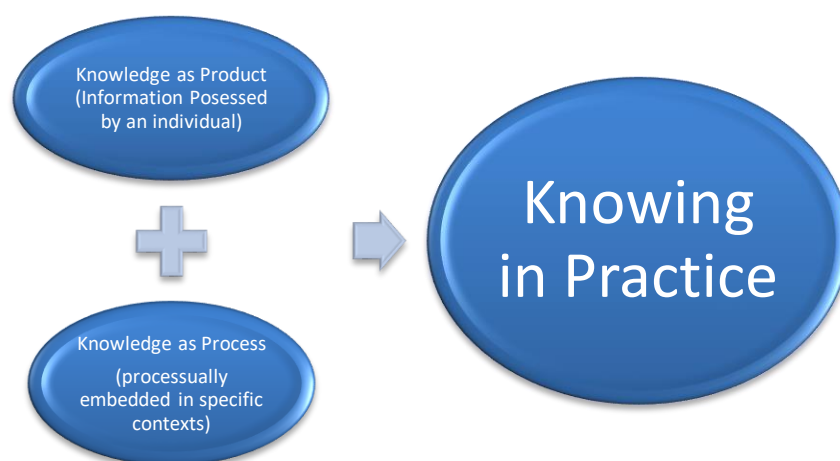 Knowledge as Product
(Information Posessed
by an individual)
Knowledge as Process
(processually
embedded in specific
contexts)
Knowing
in Practice